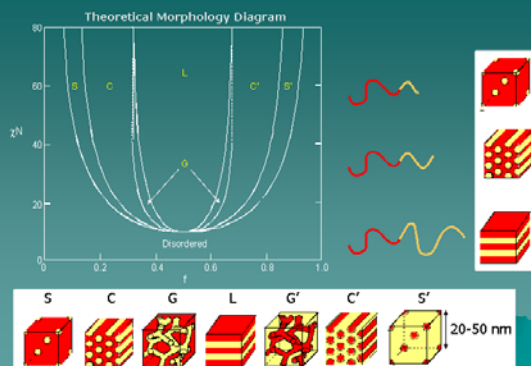 Theoretical Morphology Diagram
80
60
40
20
0
χN
S
C
L
C'
S'
G
Disordered
0
0.2
0.4
0.6
0.8
1.0
f
S C G L G' C' S'
20-50 nm